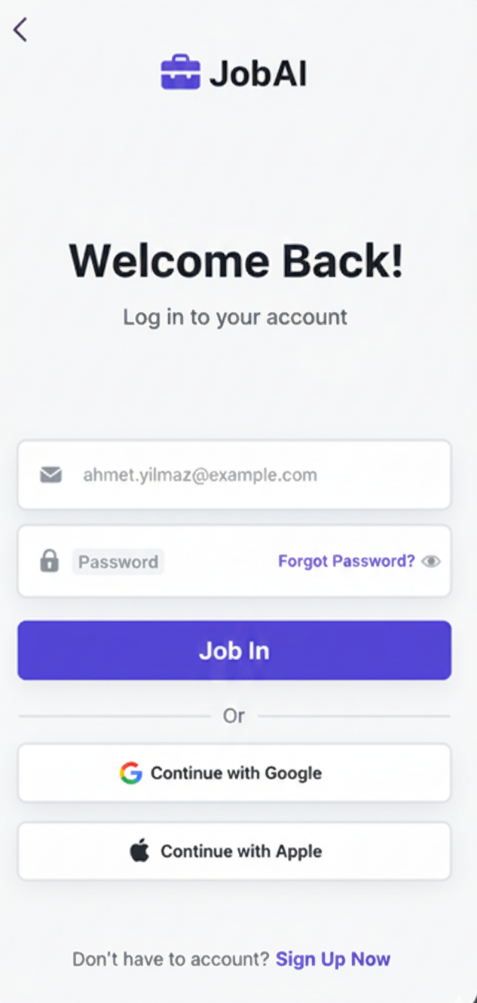 JobAI
Welcome Back!
Log in to your account
ahmet.yilmaz@example.com
Password Forgot Password?
Job In
Or
Continue with Google
Continue with Apple
Don't have to account? Sign Up Now